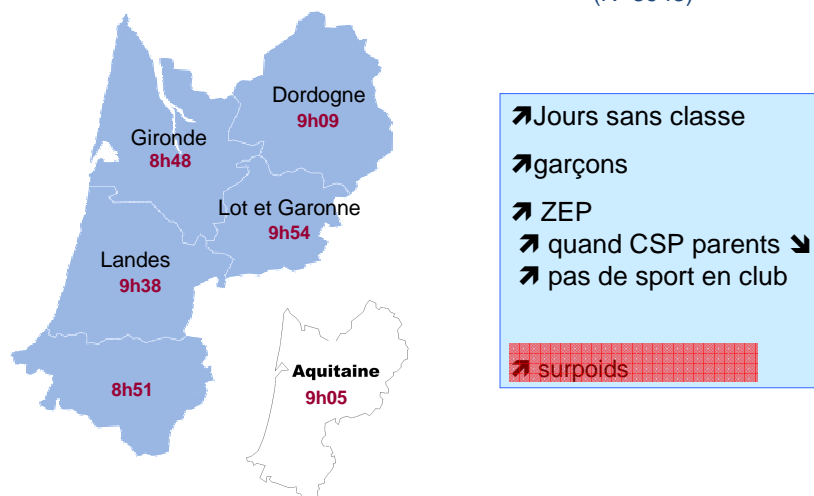 Dordogne
9h09
Gironde
8h48
Lot et Garonne
9h54
Landes
9h38
8h51
Aquitaine
9h05
↗Jours sans classe
↗garçons
↗ ZEP
↗ quand CSP parents ↘
↗ pas de sport en club
↗ surpoids